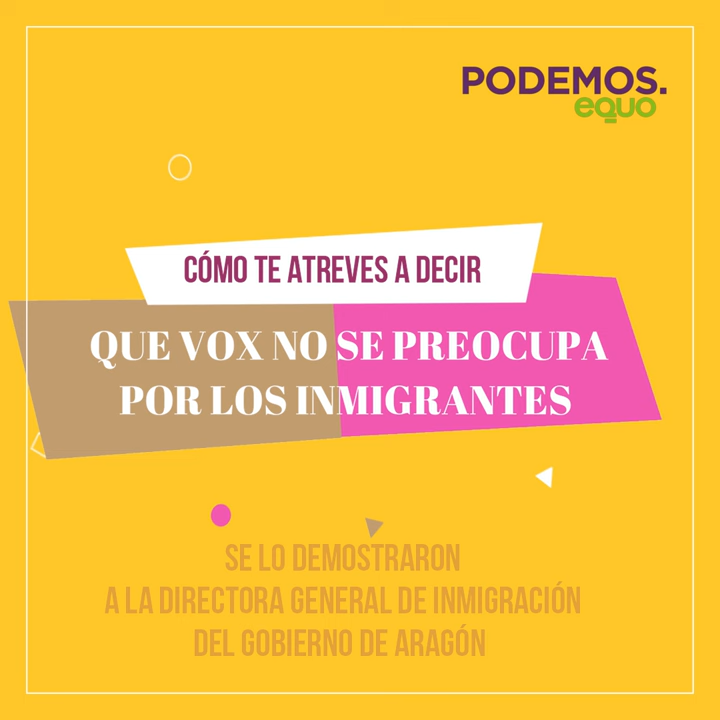 PODEMOS.
equo
CÓMO TE ATREVES A DECIR
QUE VOX NO SE PREOCUPA
POR LOS INMIGRANTES
SE LO DEMOSTRARON
A LA DIRECTORA GENERAL DE INMIGRACIÓN
DEL GOBIERNO DE ARAGÓN